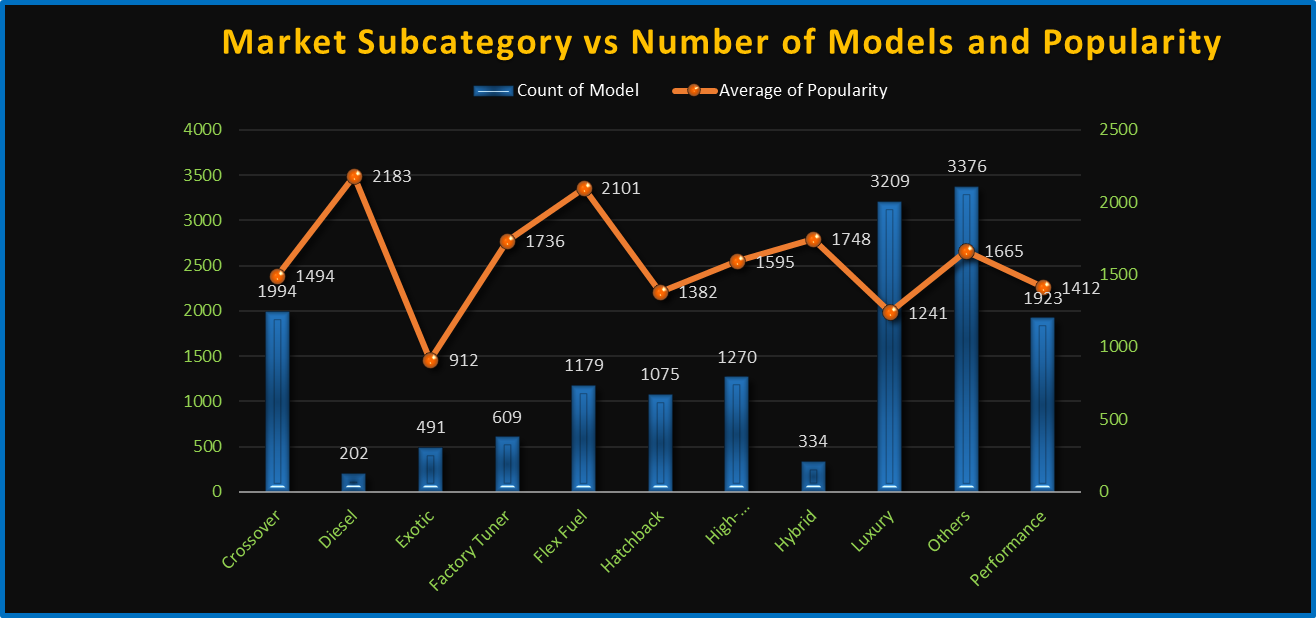 Market Subcategory vs Number of Models and Popularity
Count of Model
Average of Popularity
4000
3500
3000
2500
2000
1500
1000
500
0
2500
2000
1500
1000
500
0
1994
202
491
609
1179
1075
1270
334
3209
3376
1923
1494
2183
912
1736
2101
1382
1595
1748
1241
1665
1412
Crossover
Diesel
Exotic
Factory Tuner
Flex Fuel
Hatchback
High-...
Hybrid
Luxury
Others
Performance